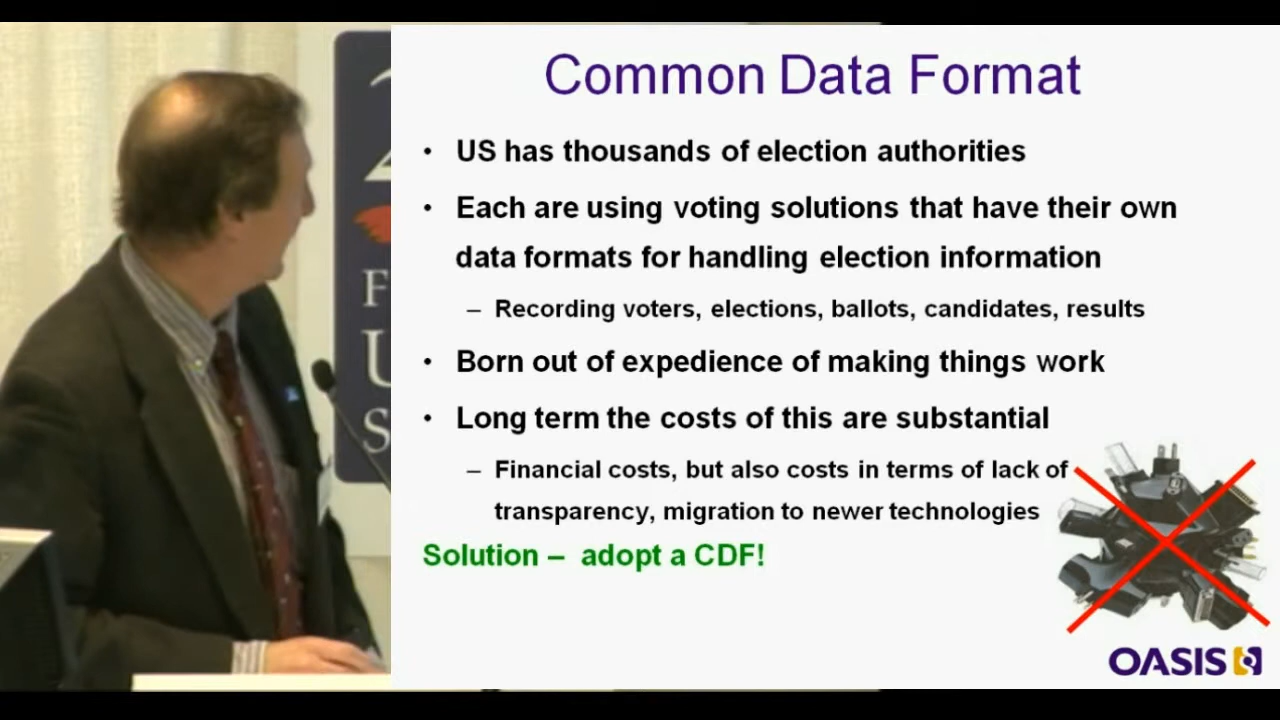 Common Data Format
• US has thousands of election authorities
• Each are using voting solutions that have their own
data formats for handling election information
– Recording voters, elections, ballots, candidates, results
• Born out of expedience of making things work
• Long term the costs of this are substantial
– Financial costs, but also costs in terms of lack of
transparency, migration to newer technologies
Solution – adopt a CDF!
OASIS
2
F
U
S